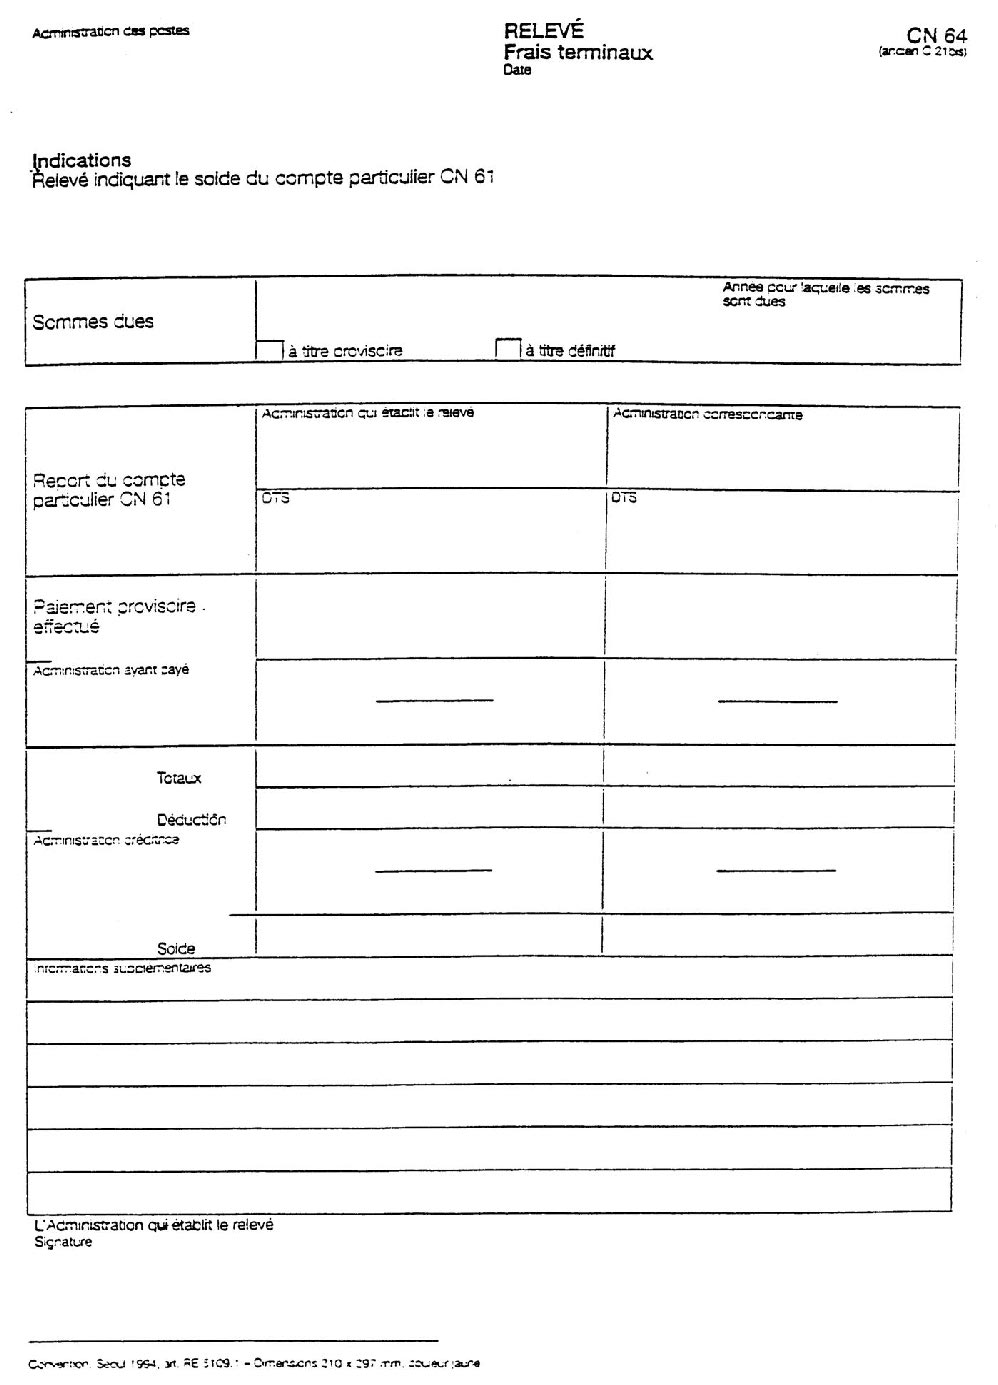 Administration des postes
RELEVÉ
Frais terminaux
Date
CN 64
(ancien C 21bis)
Indications
Relevé indiquant le solde du compte particulier CN 61
Sommes dues
Année pour laquelle les sommes
sont dues
à titre provisoire
à titre définitif
Report du compte
particulier CN 61
Administration qui établit le relevé
Administration correspondante
DTS
DTS
Paiement provisoire
effectué
Administration ayant payé
Totaux
Déduction
Administration créditrice
Solde
Informations supplémentaires
L'Administration qui établit le relevé
Signature
Convention, Séoul 1994, art. RE 5109.1 – Dimensions 210 x 297 mm, couleur jaune